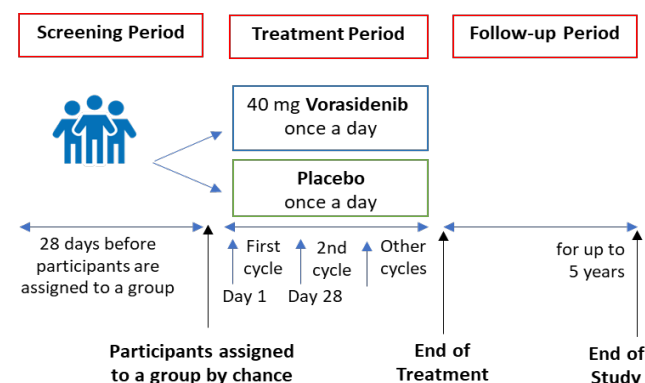 Screening Period
Treatment Period
Follow-up Period
40 mg Vorasidenib
once a day
Placebo
once a day
28 days before
participants are
assigned to a group
First
cycle
2nd
cycle
Other
cycles
Day 1
Day 28
for up to
5 years
Participants assigned
to a group by chance
End of
Treatment
End of
Study